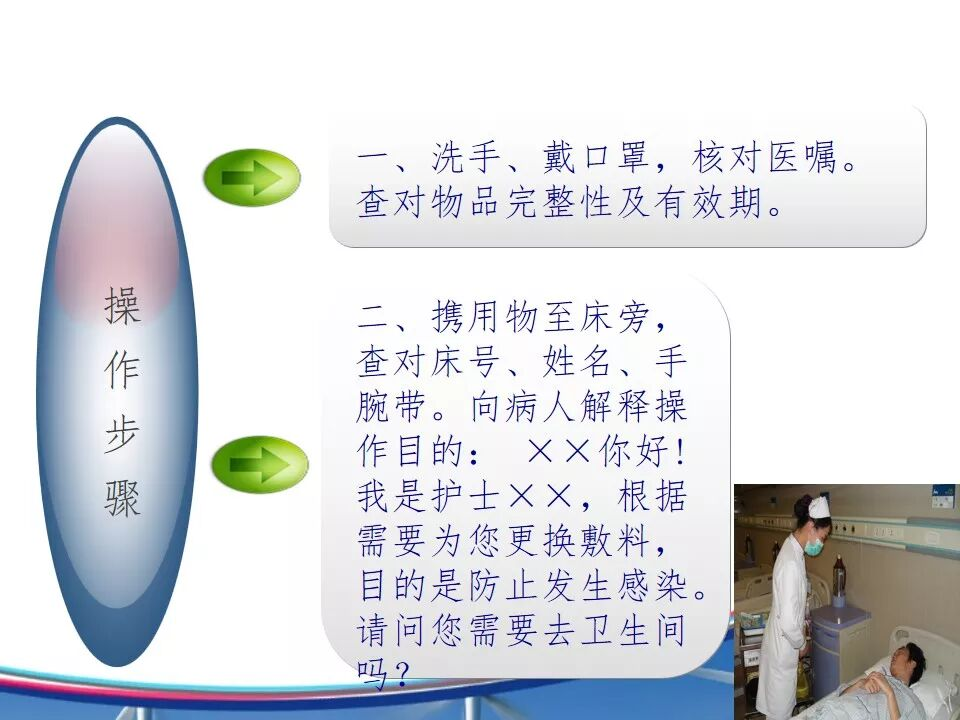 操作步骤
一、洗手、戴口罩，核对医嘱。
查对物品完整性及有效期。
二、携用物至床旁，
查对床号、姓名、手
腕带。向病人解释操
作目的： ××你好!
我是护士××，根据
需要为您更换敷料，
目的是防止发生感染。
请问您需要去卫生间
吗?